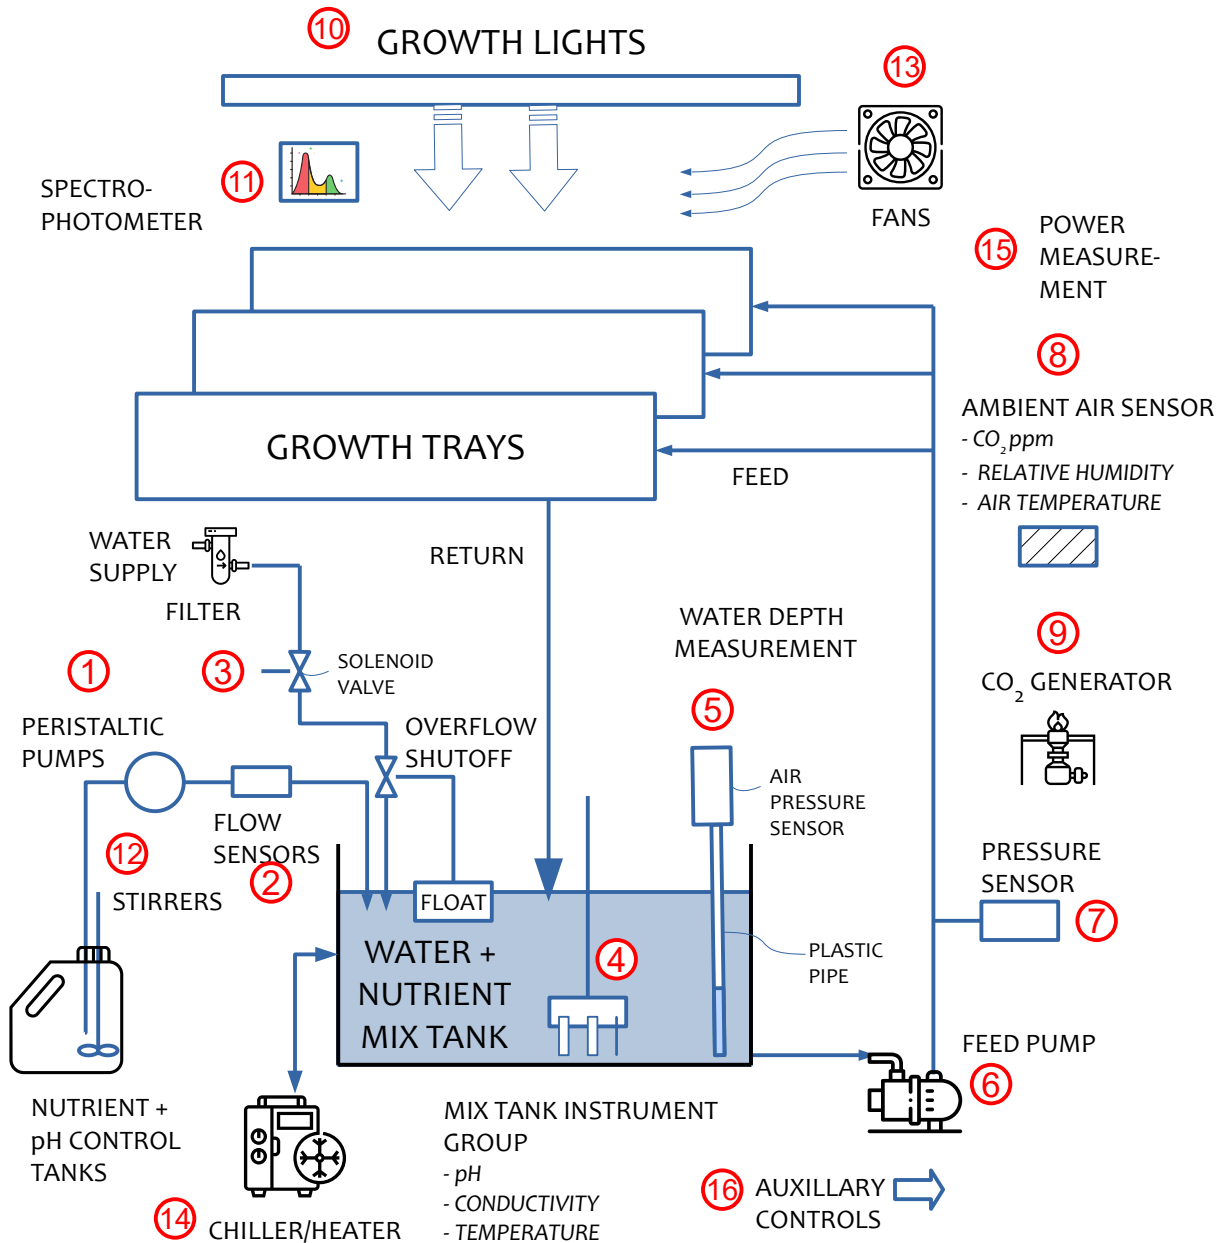 10
GROWTH LIGHTS
13
11
SPECTRO-
PHOTOMETER
FANS
15
POWER
MEASURE-
MENT
8
AMBIENT AIR SENSOR
- CO2 ppm
- RELATIVE HUMIDITY
- AIR TEMPERATURE
GROWTH TRAYS
FEED
WATER
SUPPLY
FILTER
RETURN
WATER DEPTH
MEASUREMENT
9
CO2 GENERATOR
1
3
SOLENOID
VALVE
PERISTALTIC
PUMPS
OVERFLOW
SHUTOFF
5
AIR
PRESSURE
SENSOR
FLOW
SENSORS
12
2
STIRRERS
FLOAT
PRESSURE
SENSOR
7
WATER +
NUTRIENT
MIX TANK
4
PLASTIC
PIPE
FEED PUMP
6
NUTRIENT +
pH CONTROL
TANKS
MIX TANK INSTRUMENT
GROUP
- pH
- CONDUCTIVITY
- TEMPERATURE
14
CHILLER/HEATER
16
AUXILLARY
CONTROLS